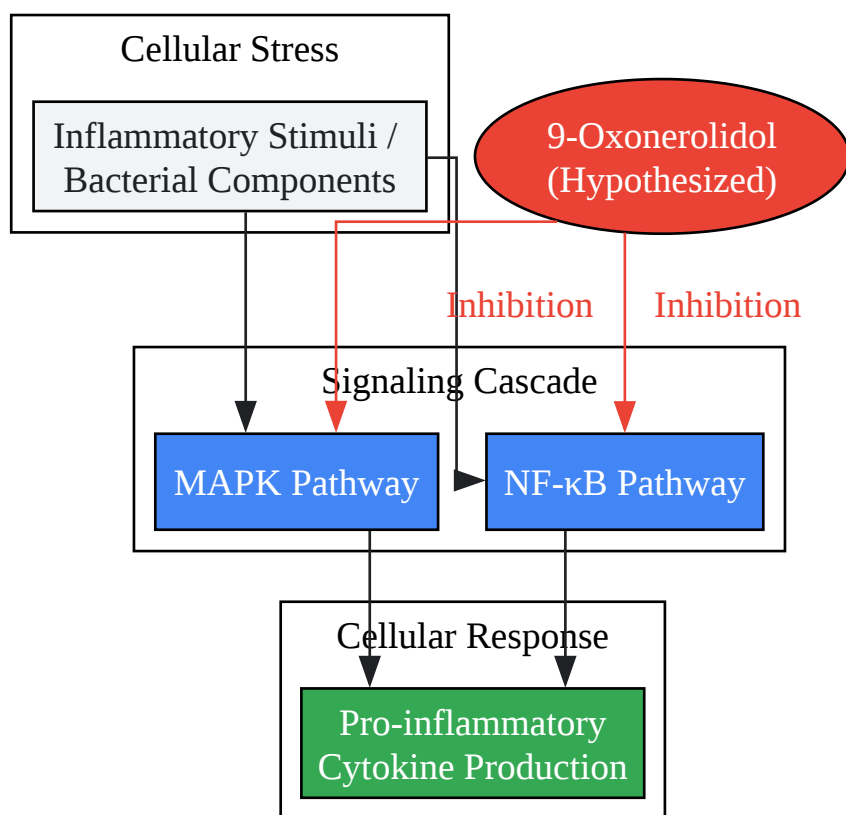 Cellular Stress
Inflammatory Stimuli /
Bacterial Components
9-Oxonerolidol
(Hypothesized)
Inhibition
Inhibition
Signaling Cascade
MAPK Pathway
NF-κB Pathway
Cellular Response
Pro-inflammatory
Cytokine Production